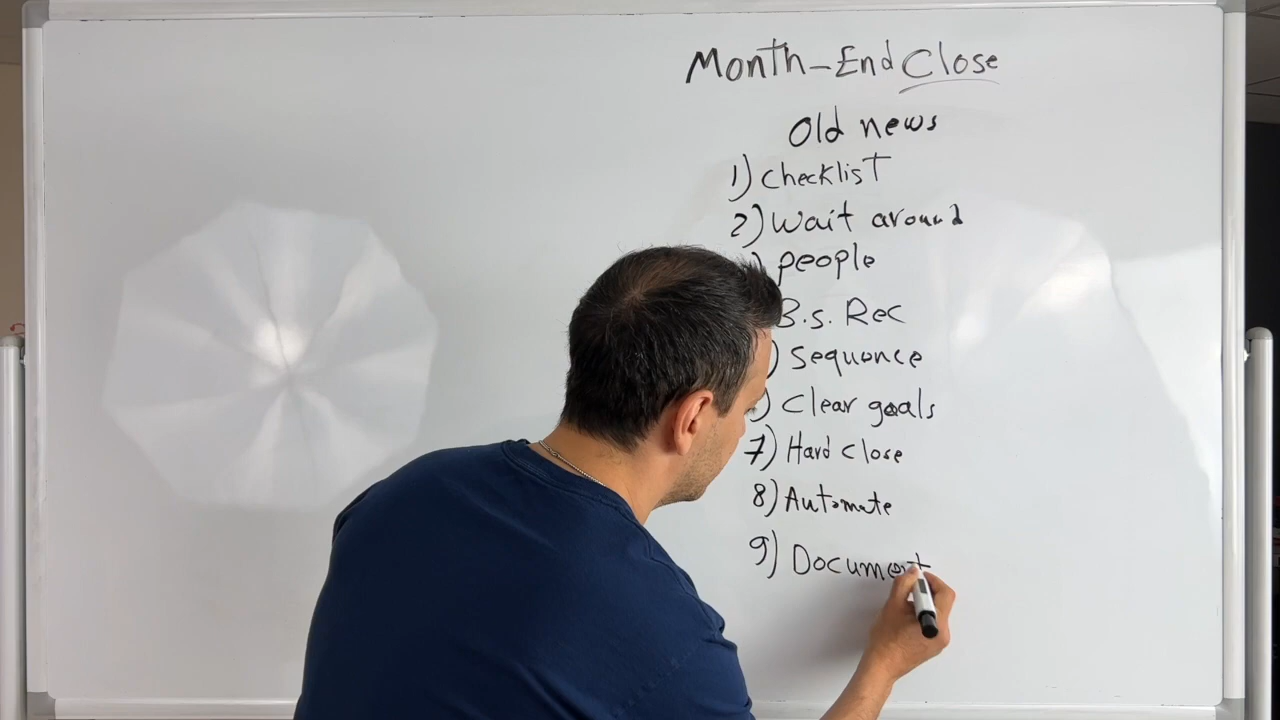 Month-End Close
Old news
1) Checklist
2) Wait around
) people
B.s. Rec
) Sequence
) Clear goals
7) Hard Close
8) Automate
9) Document